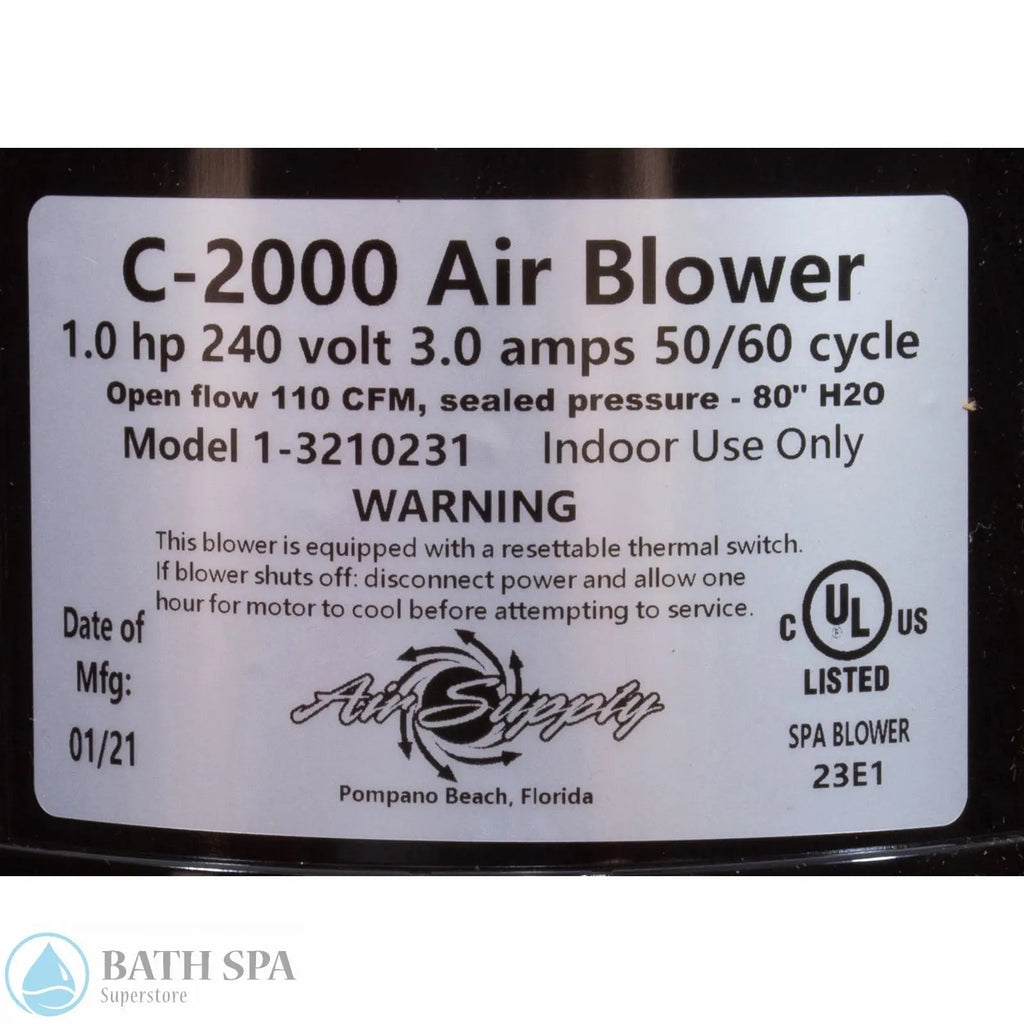 C-2000 Air Blower
1.0 hp 240 volt 3.0 amps 50/60 cycle
Open flow 110 CFM, sealed pressure - 80" H2O
Model 1-3210231 Indoor Use Only
WARNING
This blower is equipped with a resettable thermal switch.
If blower shuts off: disconnect power and allow one
hour for motor to cool before attempting to service.
Date of
Mfg:
01/21
Air Supply
Pompano Beach, Florida
C UL US
®
LISTED
SPA BLOWER
23E1
BATH SPA
Superstore